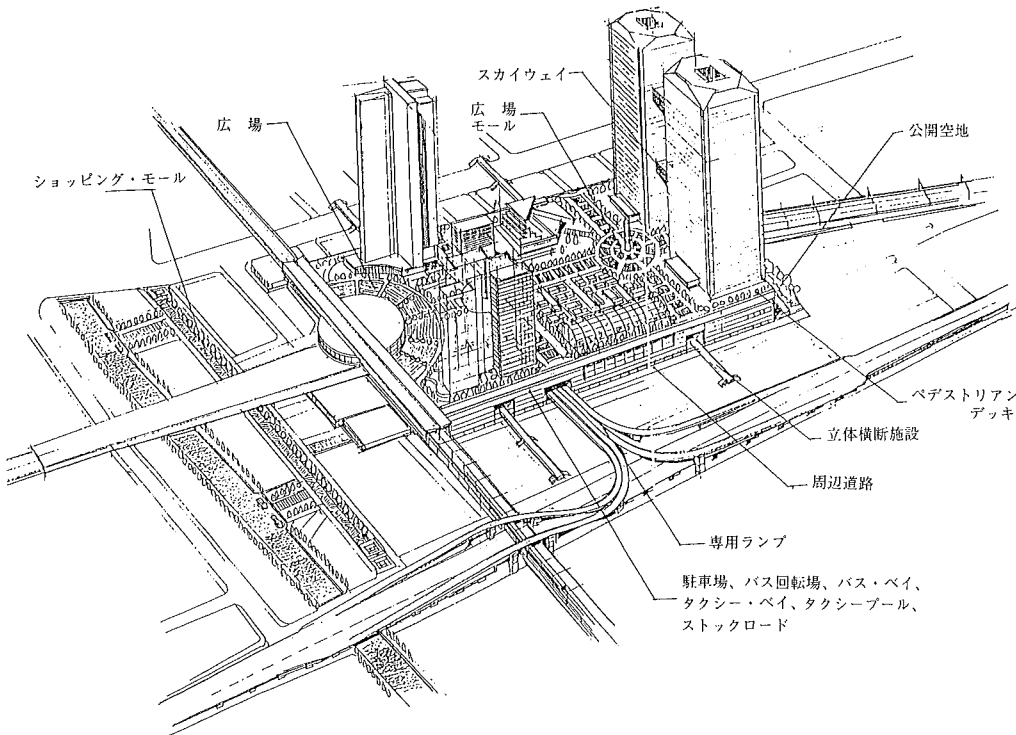 スカイウェイ
広場
広場
モール
公開空地
ショッピング・モール
ペデストリアン
デッキ
立体横断施設
周辺道路
専用ランプ
駐車場、バス回転場、バス・ベイ、
タクシー・ベイ、タクシープール、
ストックロード